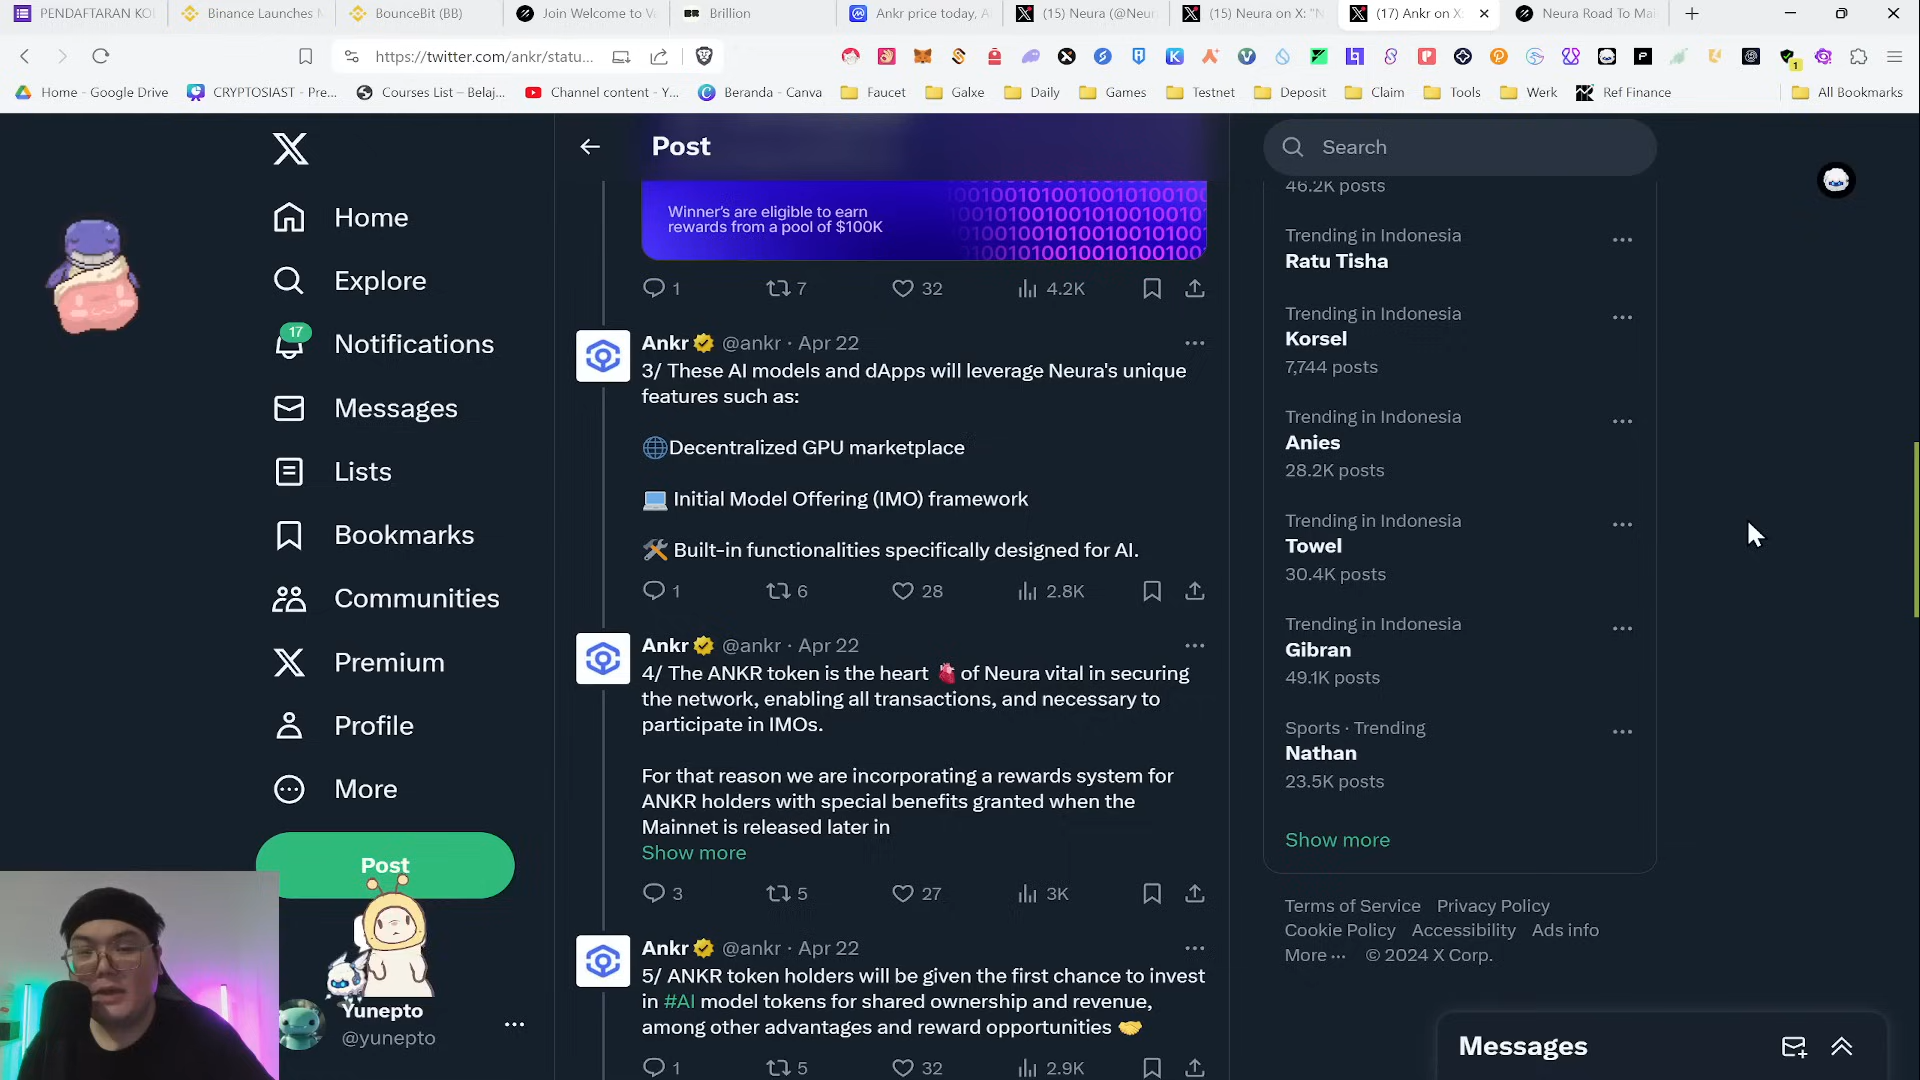 PENDAFTARAN KO
Binance Launches
BounceBit (BB)
Join Welcome to V
Brillion
Ankr price today, A
(15) Neura (@Neur
(15) Neura on X: "N
(17) Ankr on X:
Neura Road To Mai
https://twitter.com/ankr/statu...
1
Home - Google Drive
CRYPTOSIAST - Pre...
Courses List – Belaj...
Channel content - Y...
Beranda - Canva
Faucet
Galxe
Daily
Games
Testnet
Deposit
Claim
Tools
Werk
Ref Finance
All Bookmarks
Home
Explore
17
Notifications
Messages
Lists
Bookmarks
Communities
Premium
Profile
More
Post
Yunepto
@yunepto
Post
Winner's are eligible to earn
rewards from a pool of $100K
1 7 32 4.2K
Ankr @ankr · Apr 22
3/ These AI models and dApps will leverage Neura's unique
features such as:
🌐Decentralized GPU marketplace
💻 Initial Model Offering (IMO) framework
🛠️ Built-in functionalities specifically designed for AI.
1 6 28 2.8K
Ankr @ankr · Apr 22
4/ The ANKR token is the heart 🫀of Neura vital in securing
the network, enabling all transactions, and necessary to
participate in IMOs.
For that reason we are incorporating a rewards system for
ANKR holders with special benefits granted when the
Mainnet is released later in
Show more
3 5 27 3K
Ankr @ankr · Apr 22
5/ ANKR token holders will be given the first chance to invest
in #AI model tokens for shared ownership and revenue,
among other advantages and reward opportunities 🤝
1 5 32 2.9K
Search
46.2K posts
Trending in Indonesia
Ratu Tisha
Trending in Indonesia
Korsel
7,744 posts
Trending in Indonesia
Anies
28.2K posts
Trending in Indonesia
Towel
30.4K posts
Trending in Indonesia
Gibran
49.1K posts
Sports · Trending
Nathan
23.5K posts
Show more
Terms of Service Privacy Policy
Cookie Policy Accessibility Ads info
More ··· © 2024 X Corp.
Messages